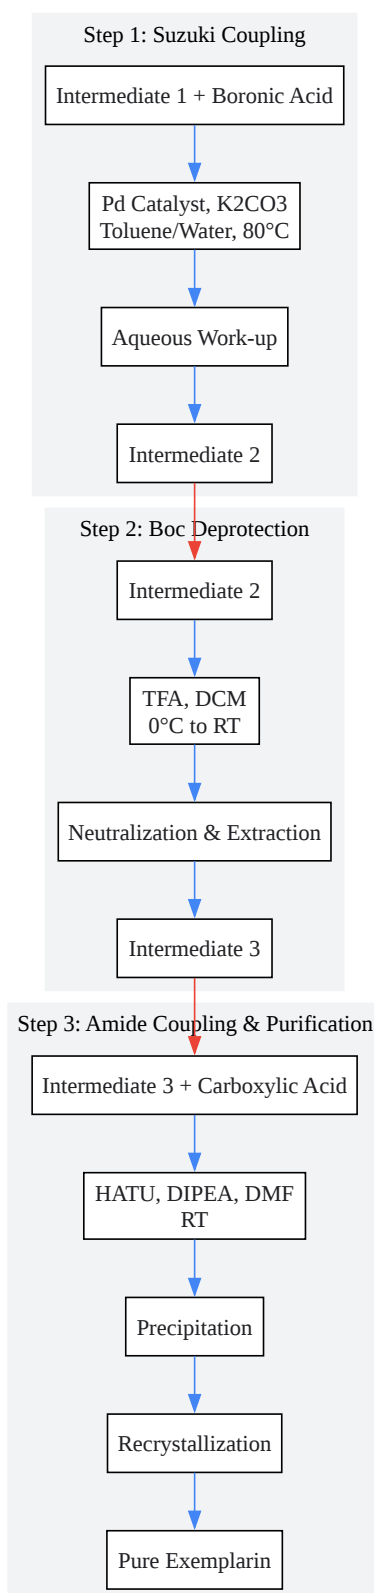 Step 1: Suzuki Coupling
Intermediate 1 + Boronic Acid
Pd Catalyst, K2CO3
Toluene/Water, 80°C
Aqueous Work-up
Intermediate 2
Step 2: Boc Deprotection
Intermediate 2
TFA, DCM
0°C to RT
Neutralization & Extraction
Intermediate 3
Step 3: Amide Coupling & Purification
Intermediate 3 + Carboxylic Acid
HATU, DIPEA, DMF
RT
Precipitation
Recrystallization
Pure Exemplarin